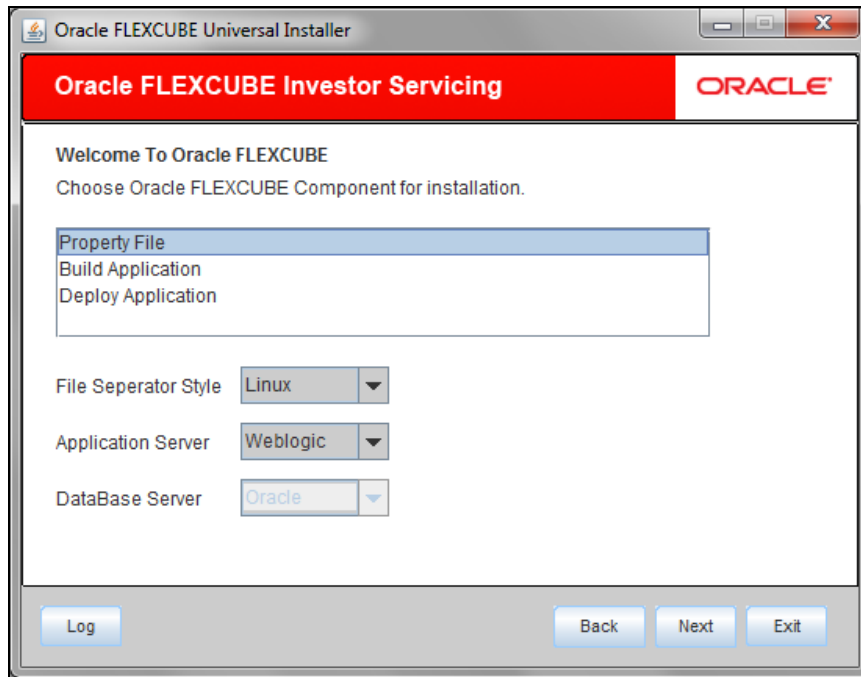 Oracle FLEXCUBE Universal Installer
Oracle FLEXCUBE Investor Servicing
ORACLE
Welcome To Oracle FLEXCUBE
Choose Oracle FLEXCUBE Component for installation.
Property File
Build Application
Deploy Application
File Seperator Style Linux
Application Server Weblogic
DataBase Server Oracle
Log Back Next Exit